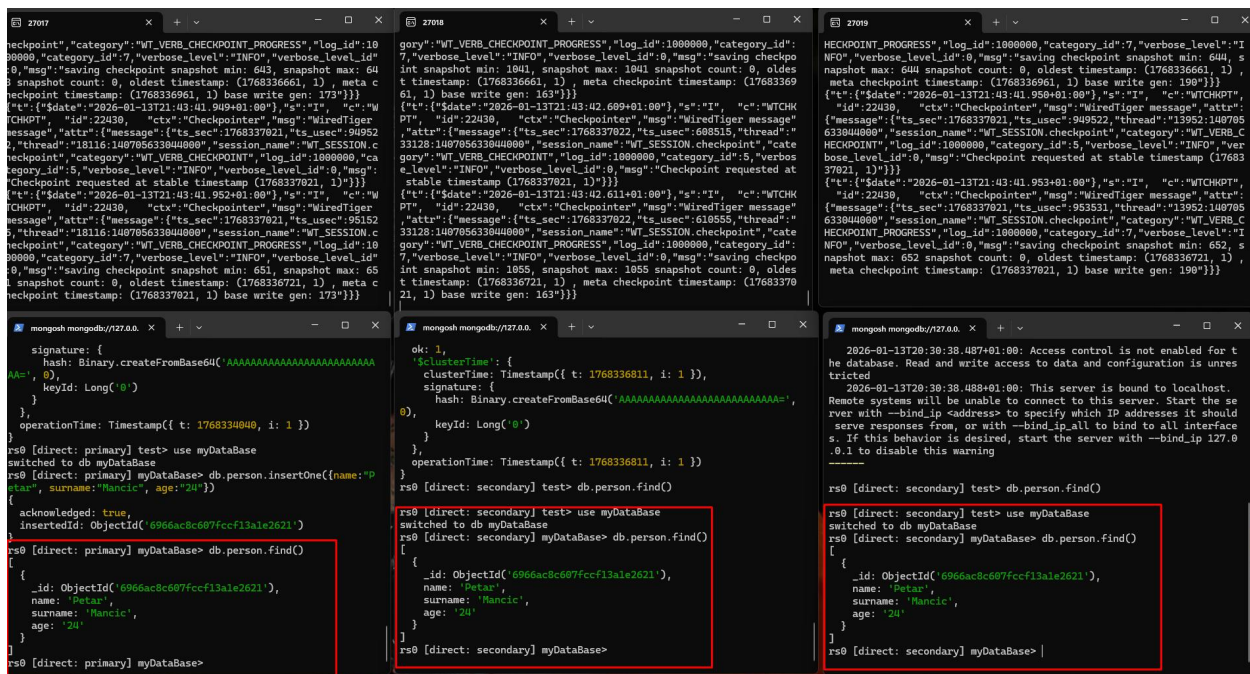 27017
heckpoint","category":"WT_VERB_CHECKPOINT_PROGRESS","log_id":10
00000,"category_id":7,"verbose_level":"INFO","verbose_level_id"
:0,"msg":"saving checkpoint snapshot min: 643, snapshot max: 64
3 snapshot count: 0, oldest timestamp: (1768336661, 1) , meta c
heckpoint timestamp: (1768336961, 1) base write gen: 173"}}}
{"t":{"$date":"2026-01-13T21:43:41.949+01:00"},"s":"I", "c":"W
TCHKPT", "id":22430, "ctx":"Checkpointer","msg":"WiredTiger
message","attr":{"message":{"ts_sec":1768337021,"ts_usec":94952
2,"thread":"18116:140705633044000","session_name":"WT_SESSION.c
heckpoint","category":"WT_VERB_CHECKPOINT","log_id":1000000,"ca
tegory_id":5,"verbose_level":"INFO","verbose_level_id":0,"msg":
"Checkpoint requested at stable timestamp (1768337021, 1)"}}}
{"t":{"$date":"2026-01-13T21:43:41.952+01:00"},"s":"I", "c":"W
TCHKPT", "id":22430, "ctx":"Checkpointer","msg":"WiredTiger
message","attr":{"message":{"ts_sec":1768337021,"ts_usec":95152
5,"thread":"18116:140705633044000","session_name":"WT_SESSION.c
heckpoint","category":"WT_VERB_CHECKPOINT_PROGRESS","log_id":10
00000,"category_id":7,"verbose_level":"INFO","verbose_level_id"
:0,"msg":"saving checkpoint snapshot min: 651, snapshot max: 65
1 snapshot count: 0, oldest timestamp: (1768337021, 1) , meta c
heckpoint timestamp: (1768337021, 1) base write gen: 173"}}}
27018
gory":"WT_VERB_CHECKPOINT_PROGRESS","log_id":1000000,"category_id":
7,"verbose_level":"INFO","verbose_level_id":0,"msg":"saving checkpo
int snapshot min: 1041, snapshot max: 1041 snapshot count: 0, oldes
t timestamp: (1768336661, 1) , meta checkpoint timestamp: (17683369
61, 1) base write gen: 163"}}}
{"t":{"$date":"2026-01-13T21:43:42.609+01:00"},"s":"I", "c":"WTCHK
PT", "id":22430, "ctx":"Checkpointer","msg":"WiredTiger message"
,"attr":{"message":{"ts_sec":1768337022,"ts_usec":608515,"thread":"
33128:140705633044000","session_name":"WT_SESSION.checkpoint","cate
gory":"WT_VERB_CHECKPOINT","log_id":1000000,"category_id":5,"verbos
e_level":"INFO","verbose_level_id":0,"msg":"Checkpoint requested at
stable timestamp (1768337021, 1)"}}}
{"t":{"$date":"2026-01-13T21:43:42.611+01:00"},"s":"I", "c":"WTCHK
PT", "id":22430, "ctx":"Checkpointer","msg":"WiredTiger message"
,"attr":{"message":{"ts_sec":1768337022,"ts_usec":610555,"thread":"
33128:140705633044000","session_name":"WT_SESSION.checkpoint","cate
gory":"WT_VERB_CHECKPOINT_PROGRESS","log_id":1000000,"category_id":
7,"verbose_level":"INFO","verbose_level_id":0,"msg":"saving checkpo
int snapshot min: 1055, snapshot max: 1055 snapshot count: 0, oldes
t timestamp: (1768336721, 1) , meta checkpoint timestamp: (17683370
21, 1) base write gen: 163"}}}
27019
HECKPOINT_PROGRESS","log_id":1000000,"category_id":7,"verbose_level":"I
NFO","verbose_level_id":0,"msg":"saving checkpoint snapshot min: 644, s
napshot max: 644 snapshot count: 0, oldest timestamp: (1768336961, 1) ,
meta checkpoint timestamp: (1768336961, 1) base write gen: 190"}}}
{"t":{"$date":"2026-01-13T21:43:41.950+01:00"},"s":"I", "c":"WTCHKPT",
"id":22430, "ctx":"Checkpointer","msg":"WiredTiger message","attr":
{"message":{"ts_sec":1768337021,"ts_usec":949522,"thread":"13952:140705
633044000","session_name":"WT_SESSION.checkpoint","category":"WT_VERB_C
HECKPOINT","log_id":1000000,"category_id":5,"verbose_level":"INFO","ver
bose_level_id":0,"msg":"Checkpoint requested at stable timestamp (17683
37021, 1)"}}}
{"t":{"$date":"2026-01-13T21:43:41.953+01:00"},"s":"I", "c":"WTCHKPT",
"id":22430, "ctx":"Checkpointer","msg":"WiredTiger message","attr":
{"message":{"ts_sec":1768337021,"ts_usec":953531,"thread":"13952:140705
633044000","session_name":"WT_SESSION.checkpoint","category":"WT_VERB_C
HECKPOINT_PROGRESS","log_id":1000000,"category_id":7,"verbose_level":"I
NFO","verbose_level_id":0,"msg":"saving checkpoint snapshot min: 652, s
napshot max: 652 snapshot count: 0, oldest timestamp: (1768337021, 1) ,
meta checkpoint timestamp: (1768337021, 1) base write gen: 190"}}}
mongosh mongodb://127.0.0.
signature: {
hash: Binary.createFromBase64('AAAAAAAAAAAAAAAAAAAAAAAAAA
AA=', 0),
keyId: Long('0')
}
},
operationTime: Timestamp({ t: 1768334040, i: 1 })
}
rs0 [direct: primary] test> use myDataBase
switched to db myDataBase
rs0 [direct: primary] myDataBase> db.person.insertOne({name:"P
etar", surname:"Mancic", age:"24"})
{
acknowledged: true,
insertedId: ObjectId('6966ac8c607fccf13a1e2621')
}
rs0 [direct: primary] myDataBase> db.person.find()
[
{
_id: ObjectId('6966ac8c607fccf13a1e2621'),
name: 'Petar',
surname: 'Mancic',
age: '24'
}
]
rs0 [direct: primary] myDataBase>
mongosh mongodb://127.0.0.
ok: 1,
'$clusterTime': {
clusterTime: Timestamp({ t: 1768336811, i: 1 }),
signature: {
hash: Binary.createFromBase64('AAAAAAAAAAAAAAAAAAAAAAAAAAA=',
0),
keyId: Long('0')
}
},
operationTime: Timestamp({ t: 1768336811, i: 1 })
}
rs0 [direct: secondary] test> db.person.find()
rs0 [direct: secondary] test> use myDataBase
switched to db myDataBase
rs0 [direct: secondary] myDataBase> db.person.find()
[
{
_id: ObjectId('6966ac8c607fccf13a1e2621'),
name: 'Petar',
surname: 'Mancic',
age: '24'
}
]
rs0 [direct: secondary] myDataBase>
mongosh mongodb://127.0.0.
2026-01-13T20:30:38.487+01:00: Access control is not enabled for t
he database. Read and write access to data and configuration is unres
tricted
2026-01-13T20:30:38.488+01:00: This server is bound to localhost.
Remote systems will be unable to connect to this server. Start the se
rver with --bind_ip <address> to specify which IP addresses it should
serve responses from, or with --bind_ip_all to bind to all interface
s. If this behavior is desired, start the server with --bind_ip 127.0
.0.1 to disable this warning
------
rs0 [direct: secondary] test> db.person.find()
rs0 [direct: secondary] test> use myDataBase
switched to db myDataBase
rs0 [direct: secondary] myDataBase> db.person.find()
[
{
_id: ObjectId('6966ac8c607fccf13a1e2621'),
name: 'Petar',
surname: 'Mancic',
age: '24'
}
]
rs0 [direct: secondary] myDataBase>